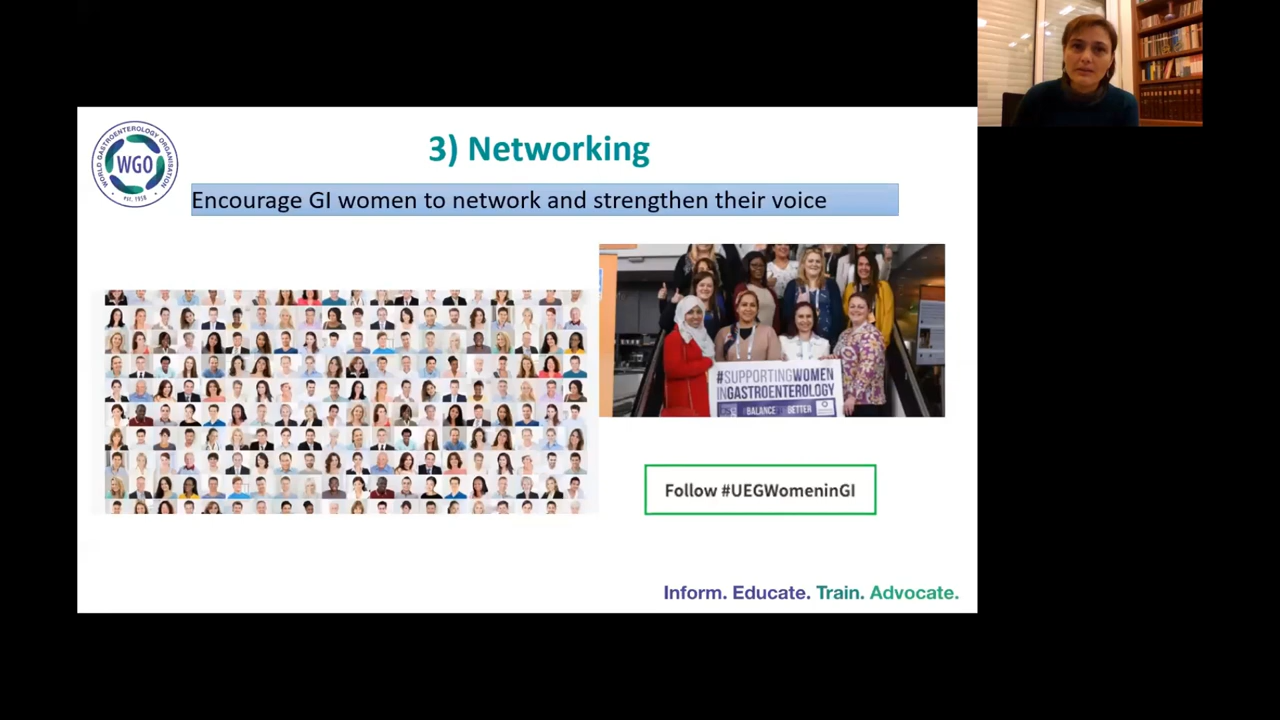 WORLD GASTROENTEROLOGY ORGANISATION
WGO
est. 1958
3) Networking
Encourage GI women to network and strengthen their voice
#SUPPORTINGWOMEN
INGASTROENTEROLOGY
BALANCE
BETTER
Follow #UEGWomeninGI
Inform. Educate. Train. Advocate.